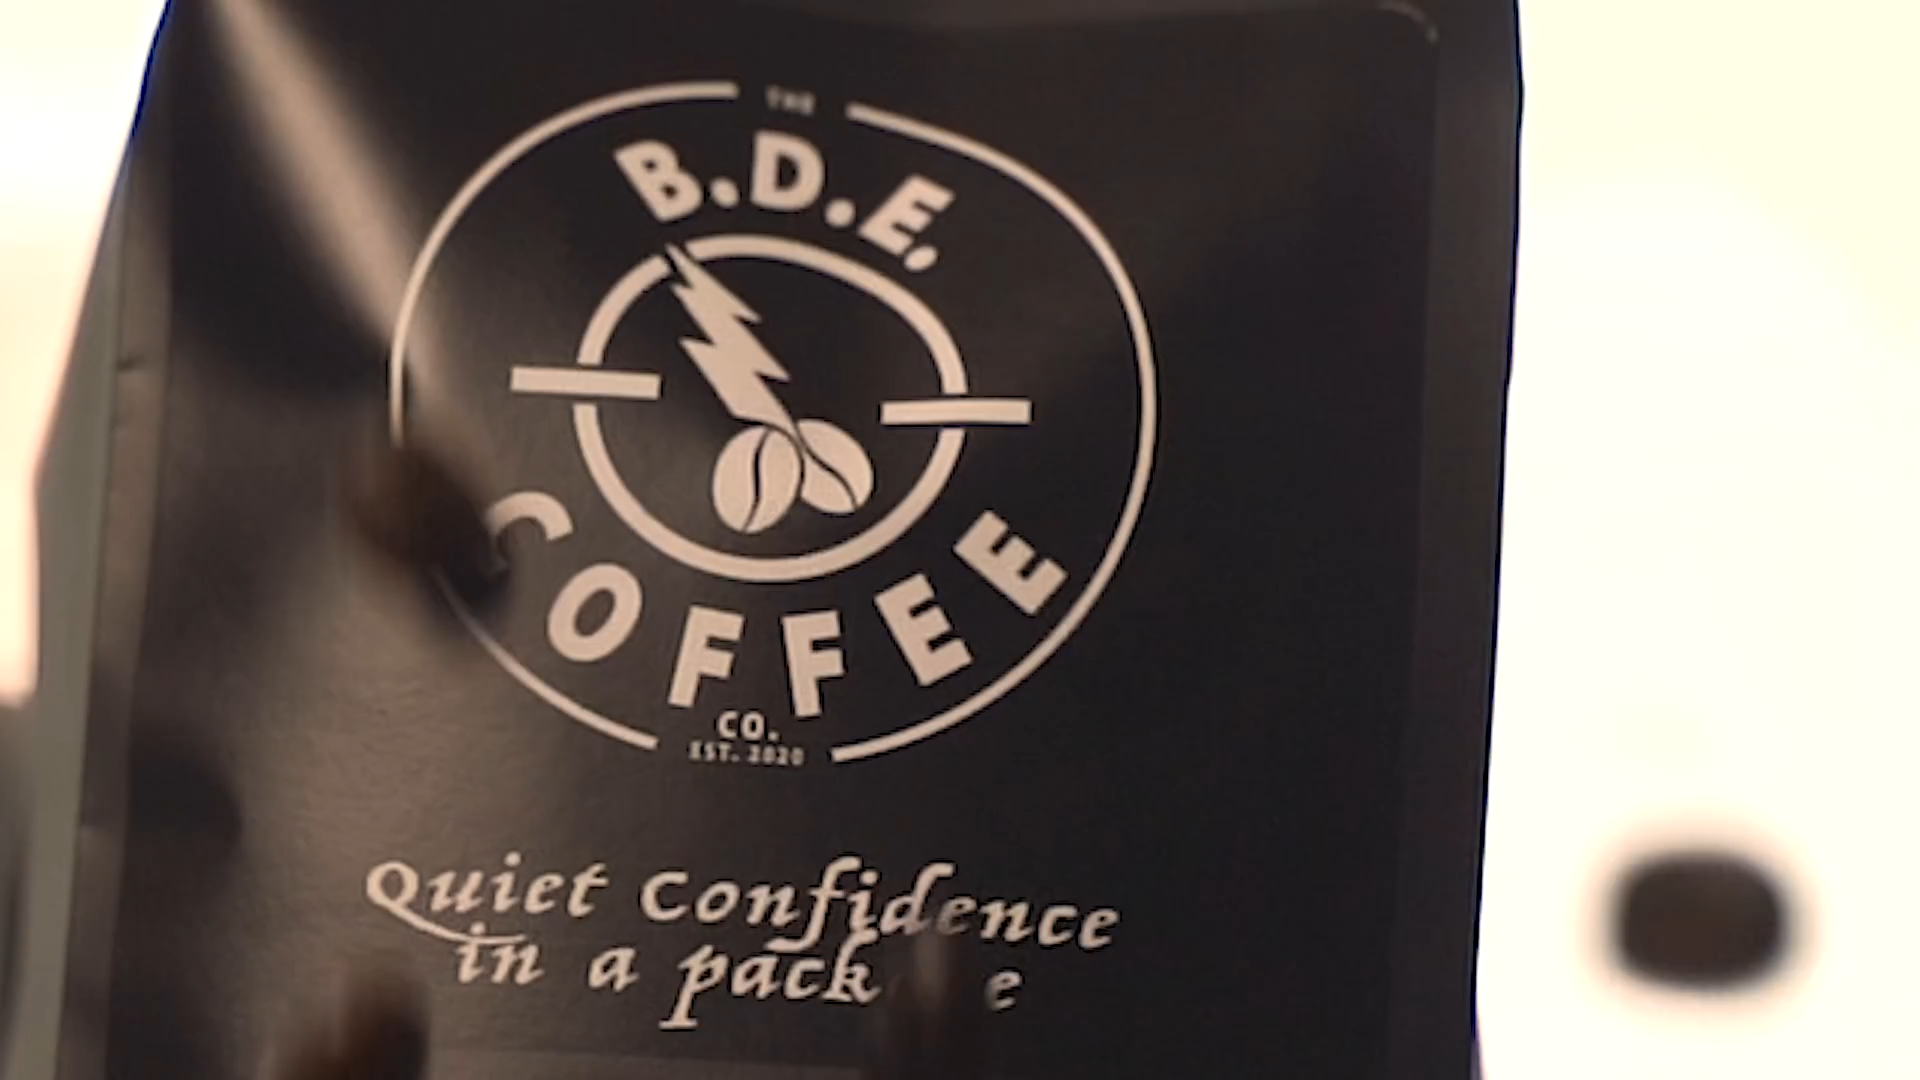 THE
B.D.E.
COFFEE
CO.
EST. 2020
Quiet Confidence
in a pack e